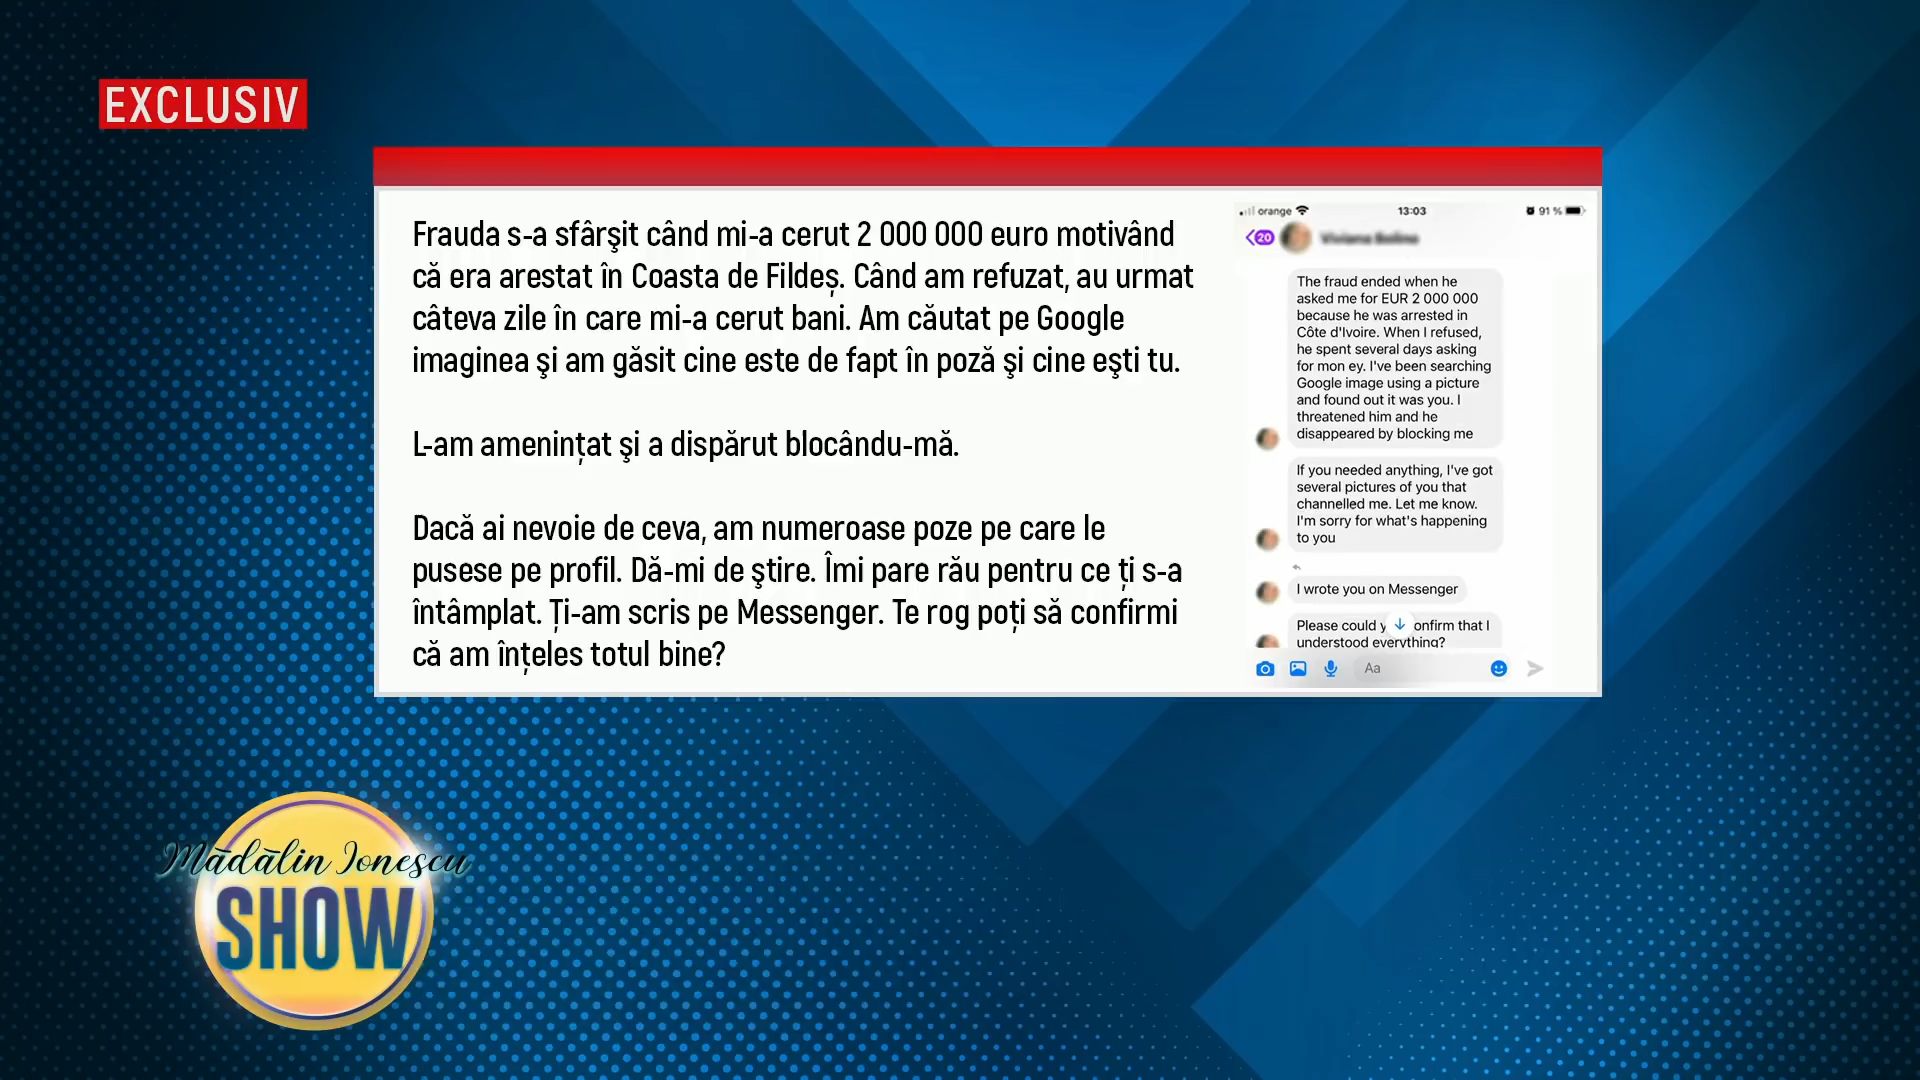 EXCLUSIV
Frauda s-a sfârşit când mi-a cerut 2 000 000 euro motivând
că era arestat în Coasta de Fildeș. Când am refuzat, au urmat
câteva zile în care mi-a cerut bani. Am căutat pe Google
imaginea şi am găsit cine este de fapt în poză şi cine eşti tu.
L-am amenințat şi a dispărut blocându-mă.
Dacă ai nevoie de ceva, am numeroase poze pe care le
pusese pe profil. Dă-mi de ştire. Îmi pare rău pentru ce ți s-a
întâmplat. Ți-am scris pe Messenger. Te rog poți să confirmi
că am înțeles totul bine?
orange 13:03 91 %
20
The fraud ended when he
asked me for EUR 2 000 000
because he was arrested in
Côte d'Ivoire. When I refused,
he spent several days asking
for mon ey. I've been searching
Google image using a picture
and found out it was you. I
threatened him and he
disappeared by blocking me
If you needed anything, I've got
several pictures of you that
channelled me. Let me know.
I'm sorry for what's happening
to you
I wrote you on Messenger
Please could y onfirm that I
understood everything?
Aa
Mădălin Ionescu
SHOW